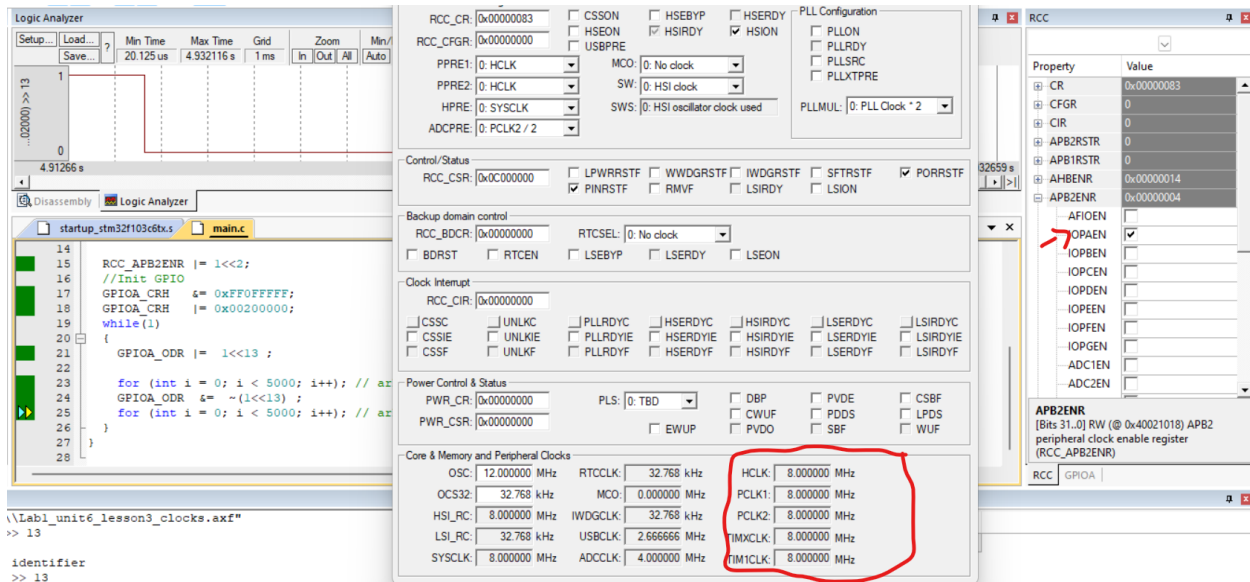 Logic Analyzer
Setup... Load... ? Min Time Max Time Grid Zoom
Save... 20.125 us 4.932116 s 1 ms In Out All Auto
...02000) >> 13
1
0
4.91266 s
32659 s
Disassembly Logic Analyzer
startup_stm32f103c6tx.s main.c
14
15 RCC_APB2ENR |= 1<<2;
16 //Init GPIO
17 GPIOA_CRH &= 0xFF0FFFFF;
18 GPIOA_CRH |= 0x00200000;
19 while(1)
20 {
21 GPIOA_ODR |= 1<<13 ;
22
23 for (int i = 0; i < 5000; i++); // ar
24 GPIOA_ODR &= ~(1<<13) ;
25 for (int i = 0; i < 5000; i++); // ar
26 }
27 }
28
\\Lab1_unit6_lesson3_clocks.axf"
>> 13
identifier
>> 13
RCC_CR: 0x00000083 CSSON HSEBYP HSERDY
RCC_CFGR: 0x00000000 HSEON HSIRDY HSION
USBPRE
PPRE1: 0: HCLK MCO: 0: No clock
PPRE2: 0: HCLK SW: 0: HSI clock
HPRE: 0: SYSCLK SWS: 0: HSI oscillator clock used
ADCPRE: 0: PCLK2 / 2
PLL Configuration
PLLON
PLLRDY
PLLSRC
PLLXTPRE
PLLMUL: 0: PLL Clock * 2
Control/Status
RCC_CSR: 0x0C000000 LPWRRSTF WWDGRSTF IWDGRSTF SFTRSTF PORRSTF
PINRSTF RMVF LSIRDY LSION
Backup domain control
RCC_BDCR: 0x00000000 RTCSEL: 0: No clock
BDRST RTCEN LSEBYP LSERDY LSEON
Clock Interrupt
RCC_CIR: 0x00000000
CSSC UNLKC PLLRDYC HSERDYC HSIRDYC LSERDYC LSIRDYC
CSSIE UNLKIE PLLRDYIE HSERDYIE HSIRDYIE LSERDYIE LSIRDYIE
CSSF UNLKF PLLRDYF HSERDYF HSIRDYF LSERDYF LSIRDYF
Power Control & Status
PWR_CR: 0x00000000 PLS: 0: TBD DBP PVDE CSBF
CWUF PDDS LPDS
PWR_CSR: 0x00000000 EWUP PVDO SBF WUF
Core & Memory and Peripheral Clocks
OSC: 12.000000 MHz RTCCLK: 32.768 kHz HCLK: 8.000000 MHz
OCS32: 32.768 kHz MCO: 0.000000 MHz PCLK1: 8.000000 MHz
HSI_RC: 8.000000 MHz IWDGCLK: 32.768 kHz PCLK2: 8.000000 MHz
LSI_RC: 32.768 kHz USBCLK: 2.666666 MHz TIMXCLK: 8.000000 MHz
SYSCLK: 8.000000 MHz ADCCLK: 4.000000 MHz TIM1CLK: 8.000000 MHz
RCC
Property Value
CR 0x00000083
CFGR 0
CIR 0
APB2RSTR 0
APB1RSTR 0
AHBENR 0x00000014
APB2ENR 0x00000004
AFIOEN
IOPAEN
IOPBEN
IOPCEN
IOPDEN
IOPEEN
IOPFEN
IOPGEN
ADC1EN
ADC2EN
APB2ENR
[Bits 31..0] RW (@ 0x40021018) APB2
peripheral clock enable register
(RCC_APB2ENR)
RCC GPIOA